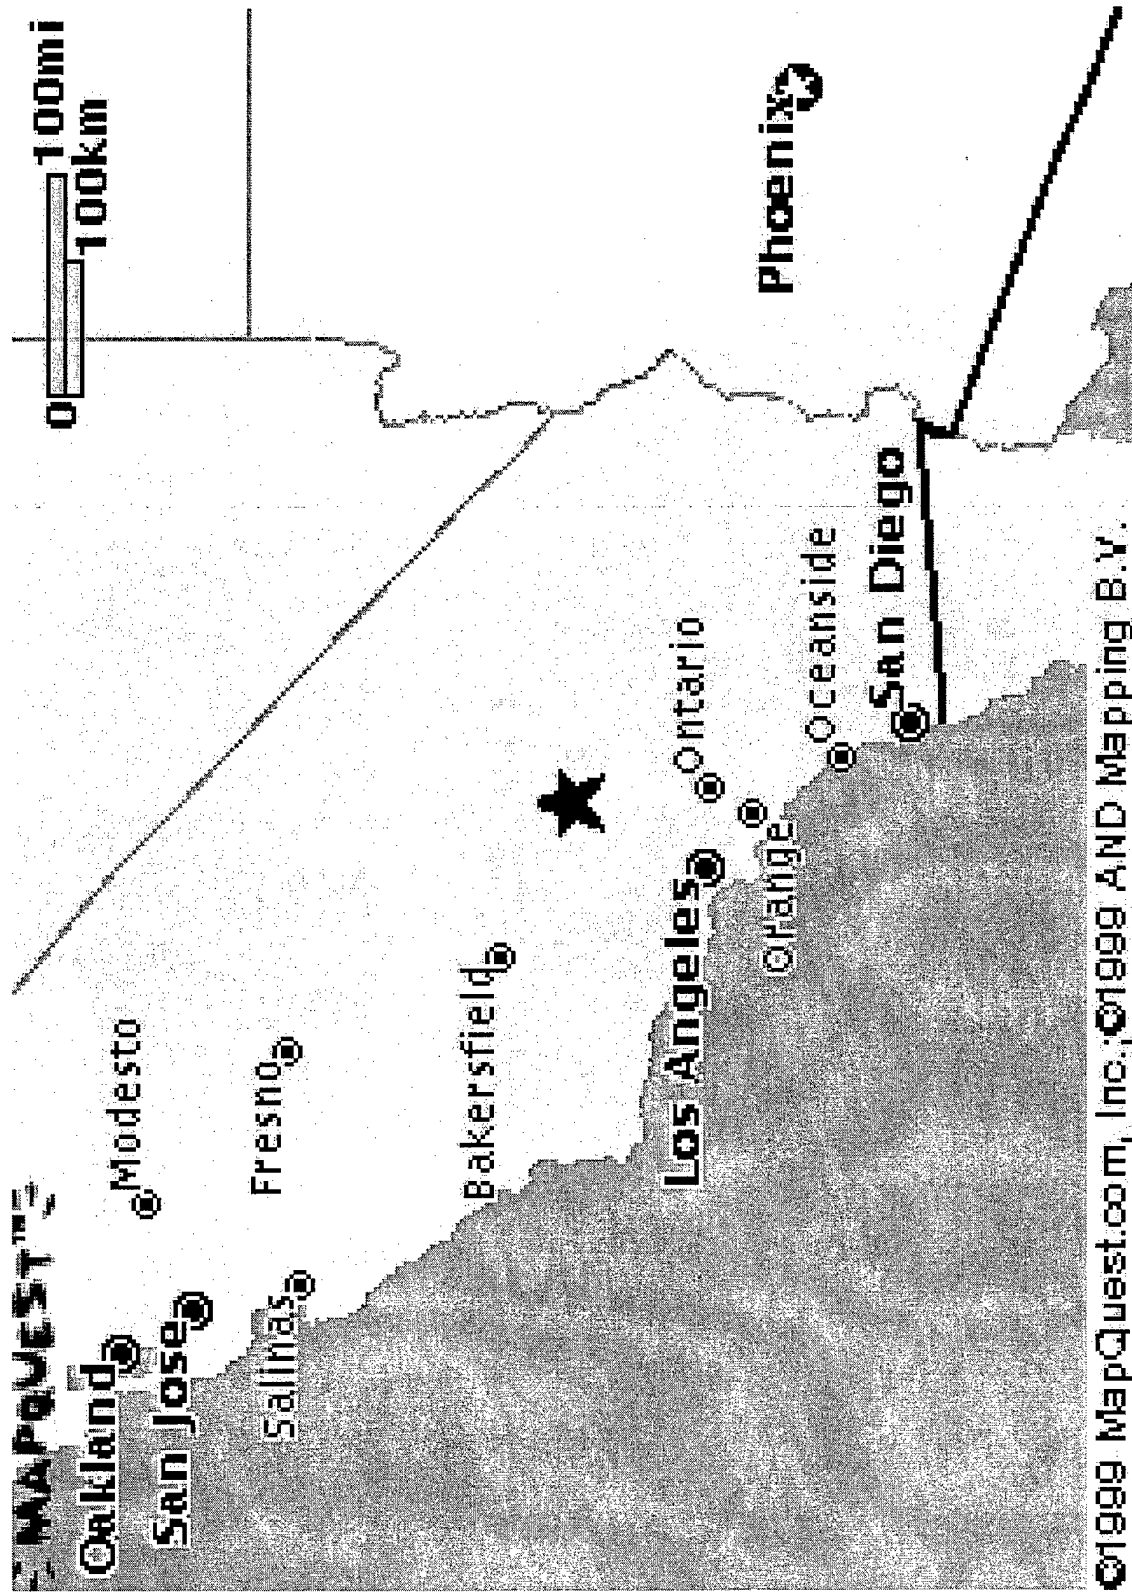 MAPQUEST™
0 100mi
100km
Oakland
Modesto
San Jose
Fresno
Salinas
Bakersfield
Los Angeles
Ontario
Orange
Oceanside
San Diego
Phoenix
©1999 MapQuest.com, Inc.;©1999 AND Mapping B.V.